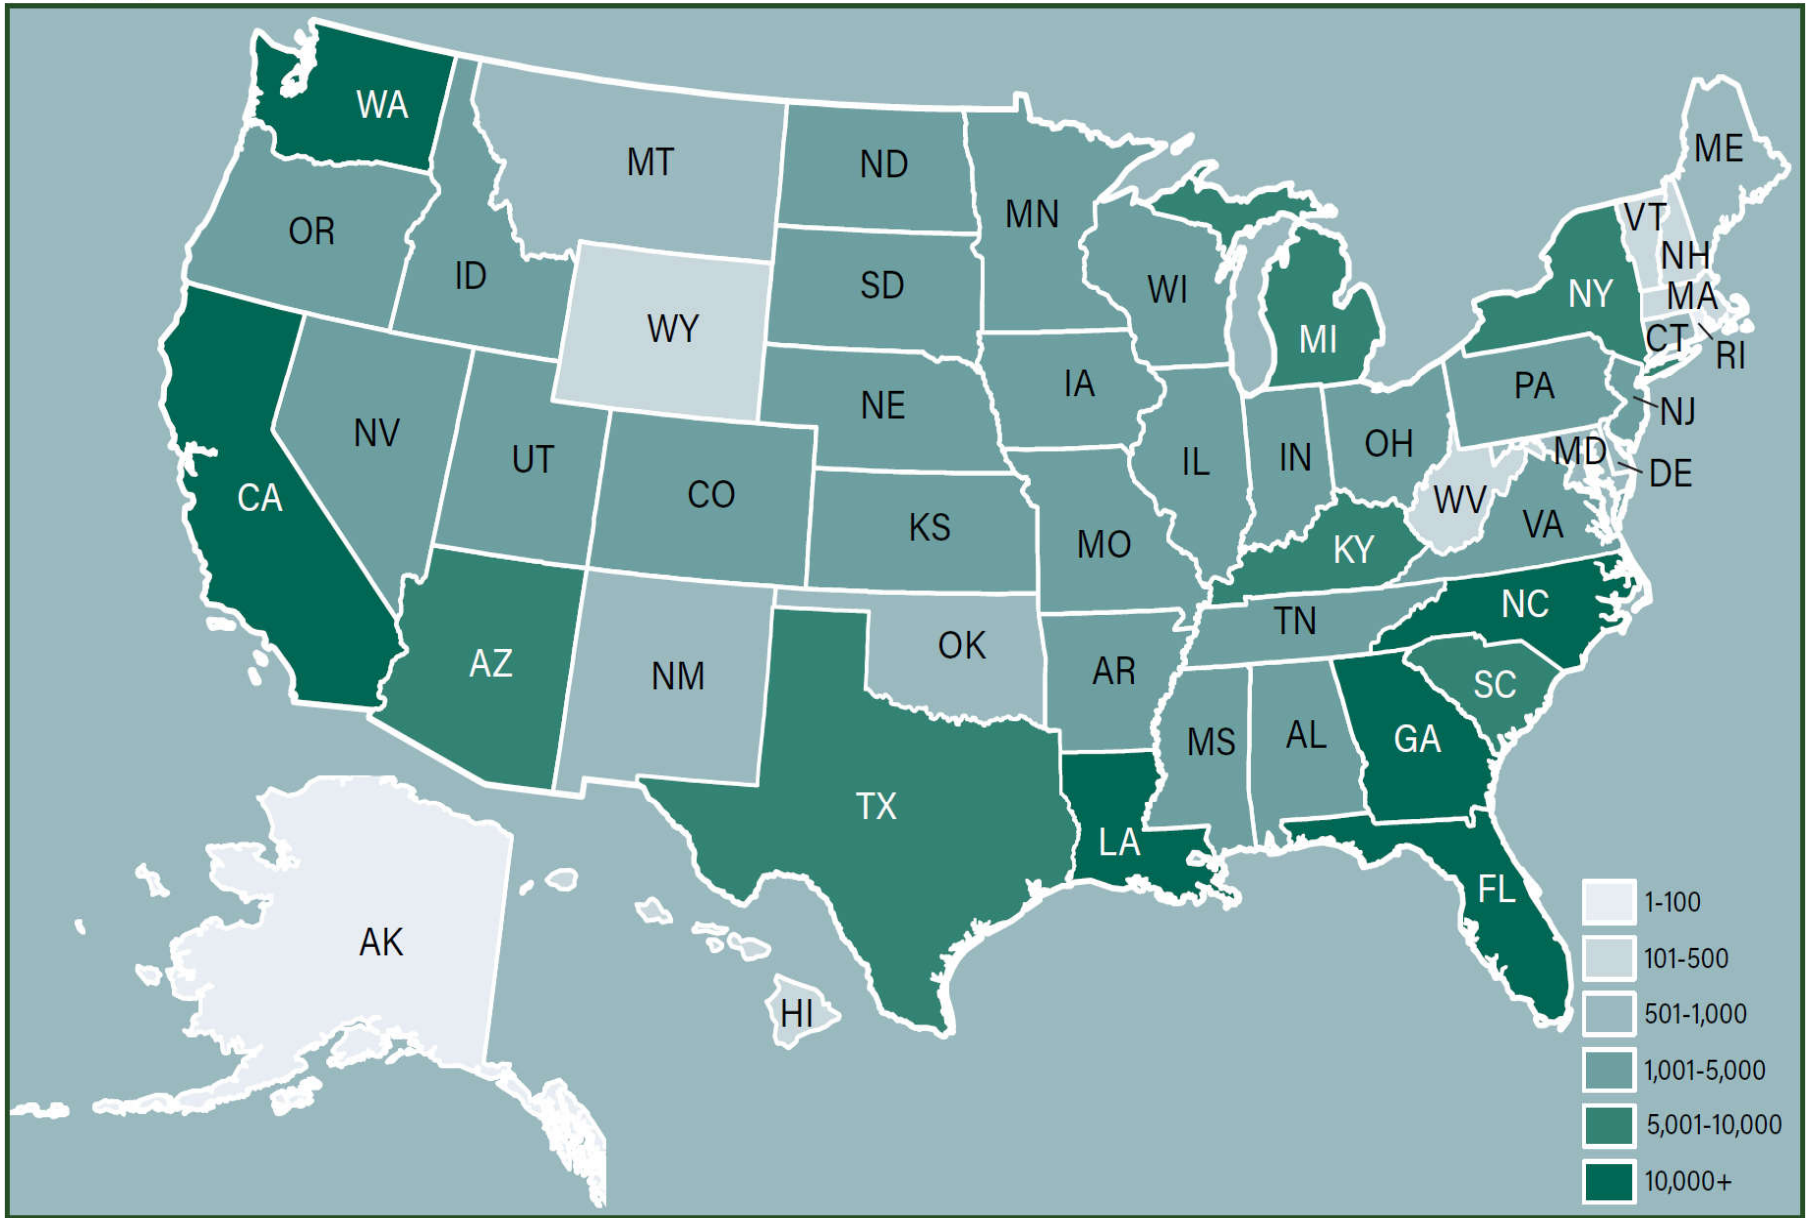 WA
MT
ND
MN
ME
OR
ID
SD
WI
VT
NH
WY
MI
NY
MA
CT
RI
NV
UT
NE
IA
PA
NJ
CO
IL
IN
OH
MD
DE
CA
KS
MO
WV
VA
KY
AZ
NM
OK
AR
TN
NC
SC
TX
MS
AL
GA
LA
FL
AK
HI
1-100
101-500
501-1,000
1,001-5,000
5,001-10,000
10,000+